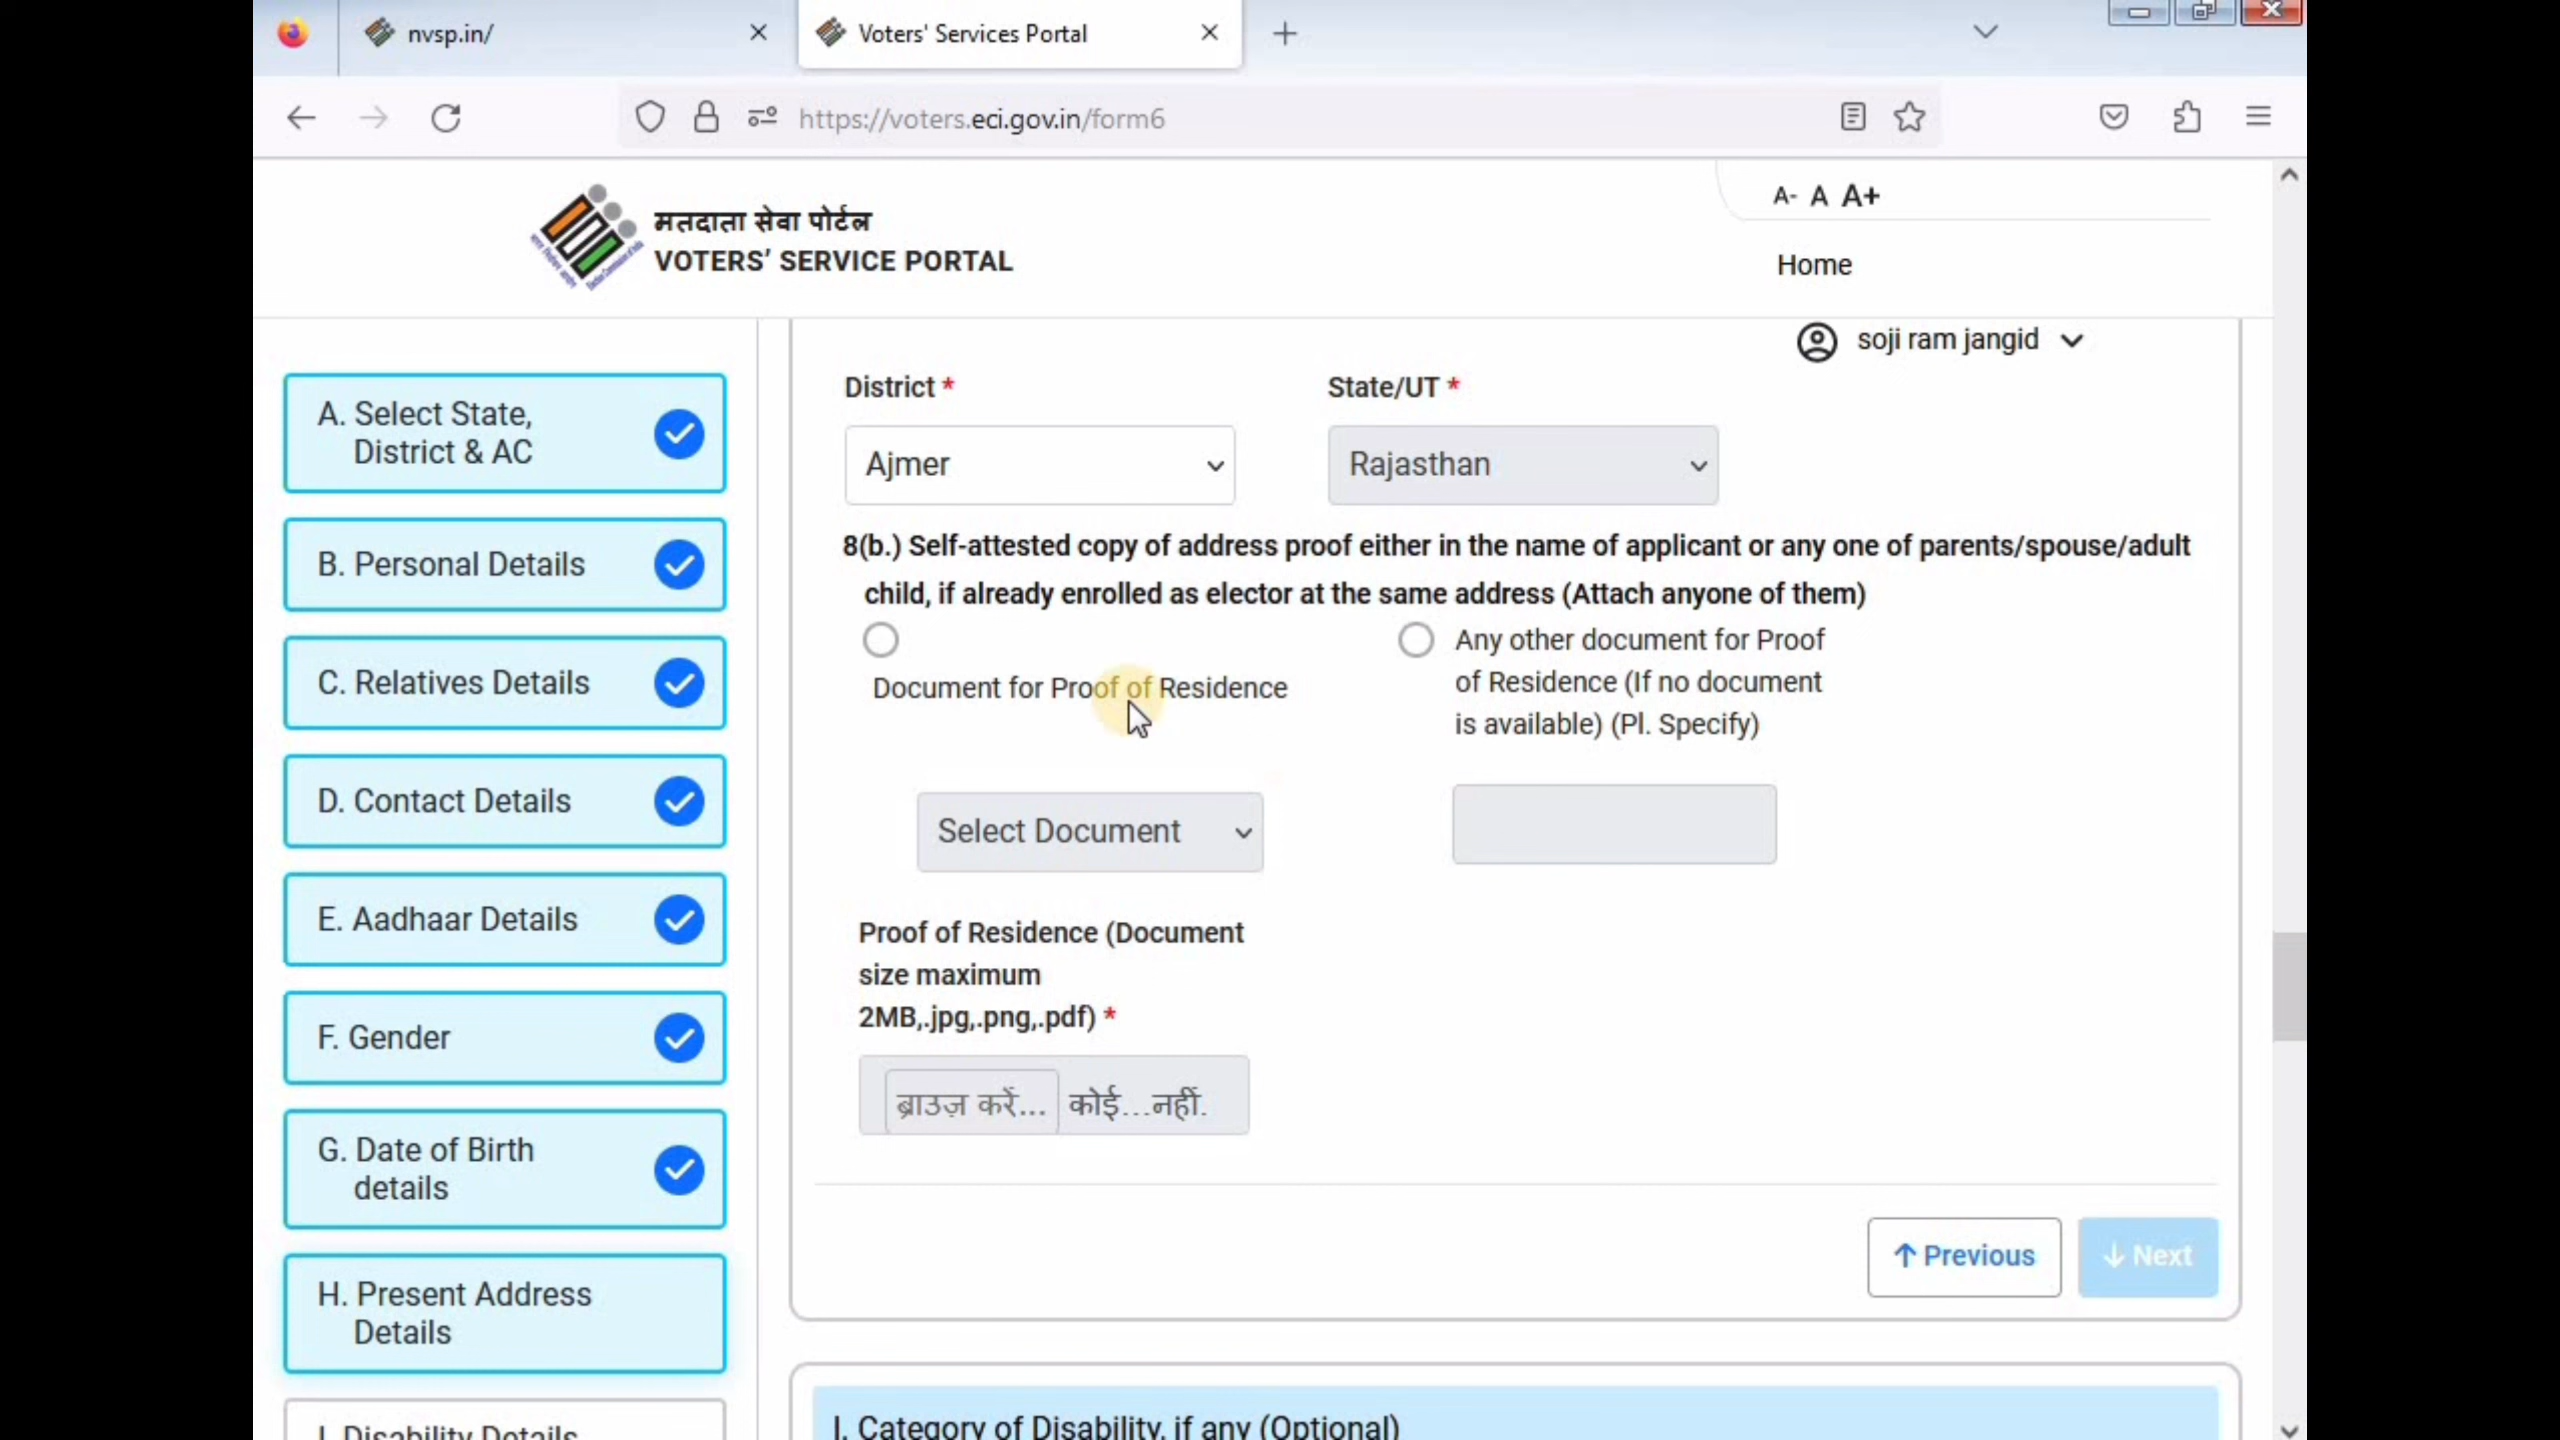 nvsp.in/
Voters' Services Portal
https://voters.eci.gov.in/form6
A- A A+
मतदाता सेवा पोर्टल
VOTERS’ SERVICE PORTAL
Home
soji ram jangid
A. Select State,
District & AC
B. Personal Details
C. Relatives Details
D. Contact Details
E. Aadhaar Details
F. Gender
G. Date of Birth
details
H. Present Address
Details
I. Disability Details
District *
State/UT *
Ajmer
Rajasthan
8(b.) Self-attested copy of address proof either in the name of applicant or any one of parents/spouse/adult
child, if already enrolled as elector at the same address (Attach anyone of them)
Document for Proof of Residence
Any other document for Proof
of Residence (If no document
is available) (Pl. Specify)
Select Document
Proof of Residence (Document
size maximum
2MB,.jpg,.png,.pdf) *
ब्राउज़ करें... कोई...नहीं.
Previous
Next
I. Category of Disability, if any (Optional)